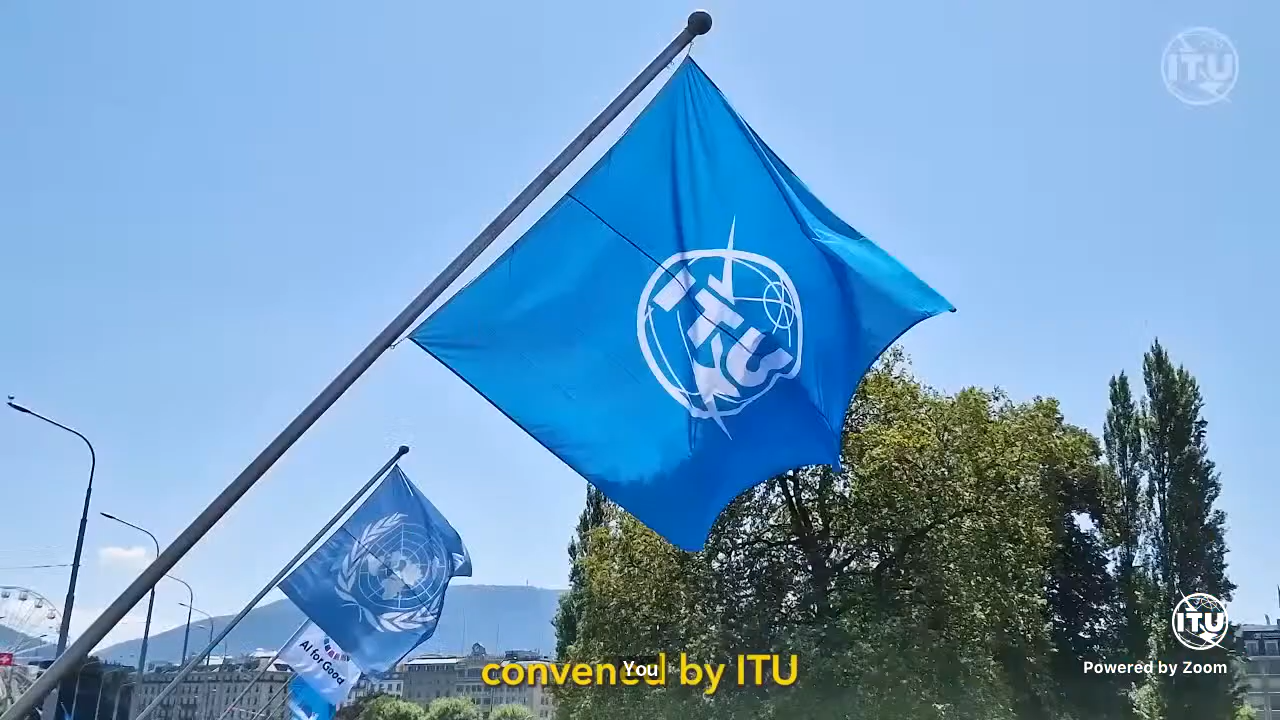 ITU
ITU
AI for Good
convened by ITU
You
ITU
Powered by Zoom